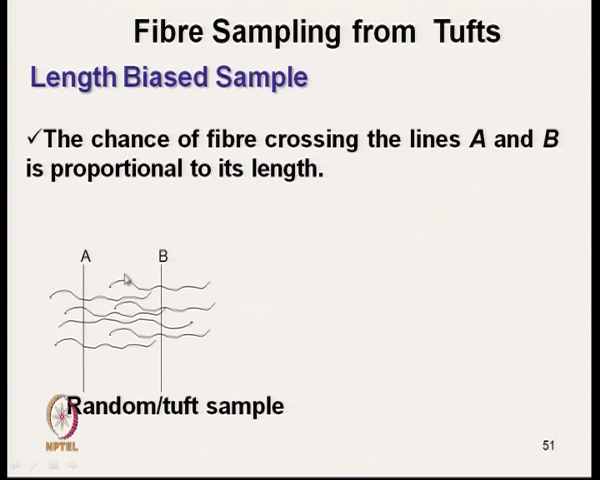 Fibre Sampling from Tufts
Length Biased Sample
✓The chance of fibre crossing the lines A and B
is proportional to its length.
A B
Random/tuft sample
NPTEL
51